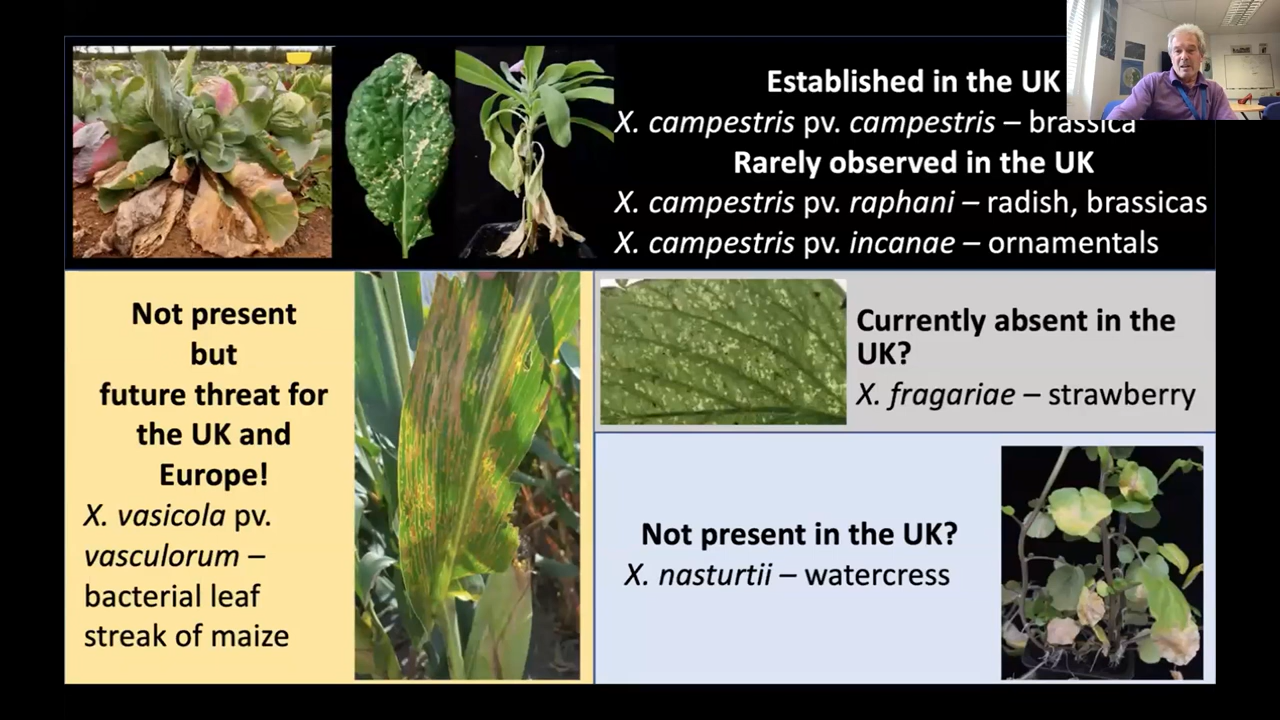 Established in the UK
X. campestris pv. campestris – brassica
Rarely observed in the UK
X. campestris pv. raphani – radish, brassicas
X. campestris pv. incanae – ornamentals
Not present
but
future threat for
the UK and
Europe!
X. vasicola pv.
vasculorum –
bacterial leaf
streak of maize
Currently absent in the
UK?
X. fragariae – strawberry
Not present in the UK?
X. nasturtii – watercress